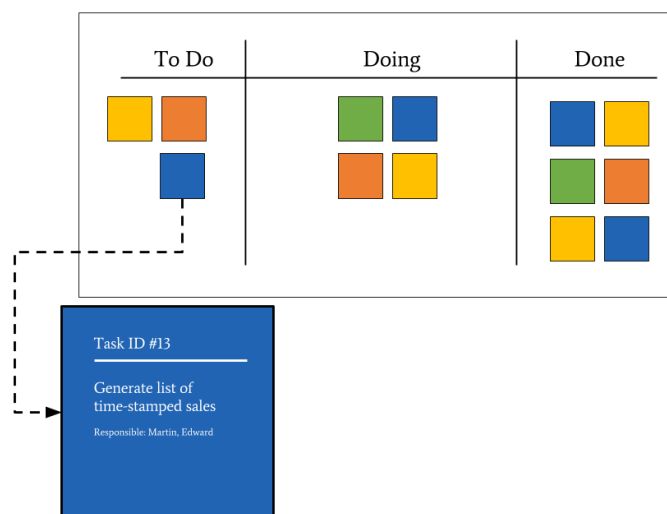 To Do
Doing
Done
Task ID #13
Generate list of
time-stamped sales
Responsible: Martin, Edward